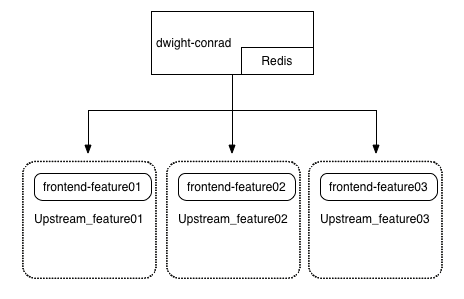 dwight-conrad
Redis
frontend-feature01
frontend-feature02
frontend-feature03
Upstream_feature01
Upstream_feature02
Upstream_feature03